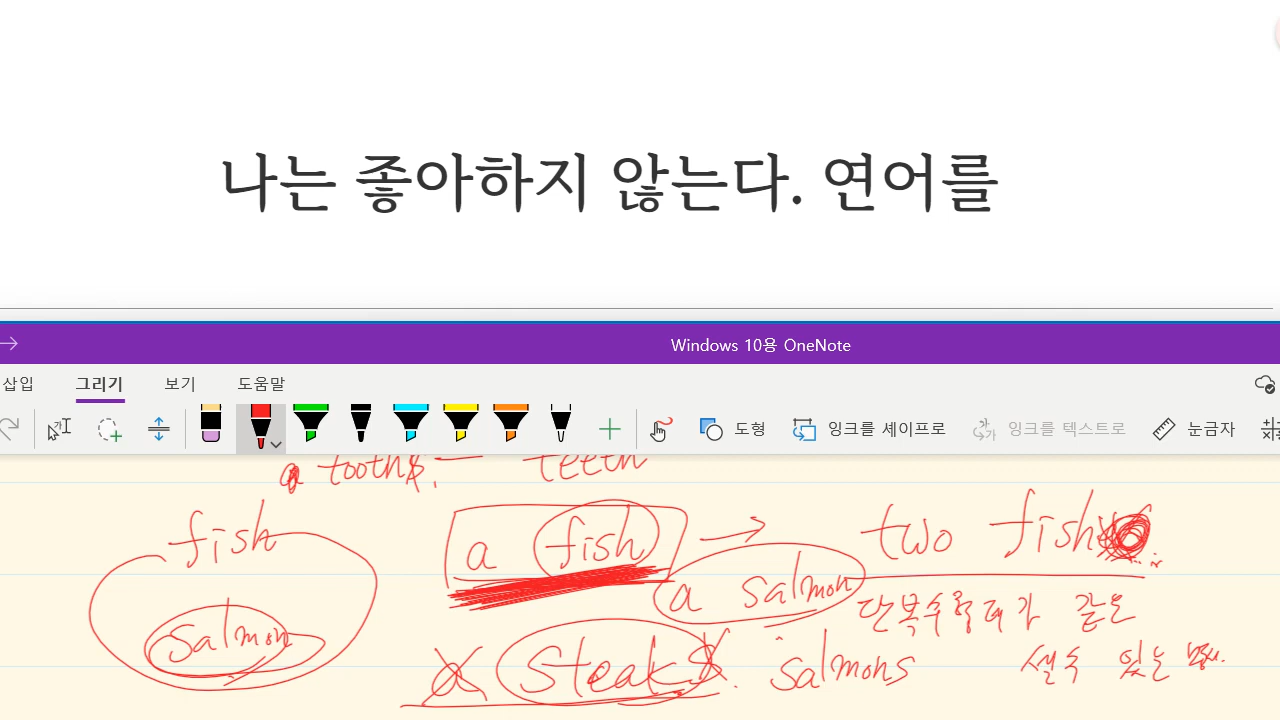 나는 좋아하지 않는다. 연어를
Windows 10용 OneNote
삽입 그리기 보기 도움말
도형 잉크를 셰이프로 잉크를 텍스트로 눈금자
a tooths. teeth
fish a fish → two fish
salmon a salmon 단복수형태가 같은
a steaks. salmons 셀수 있는 명사.